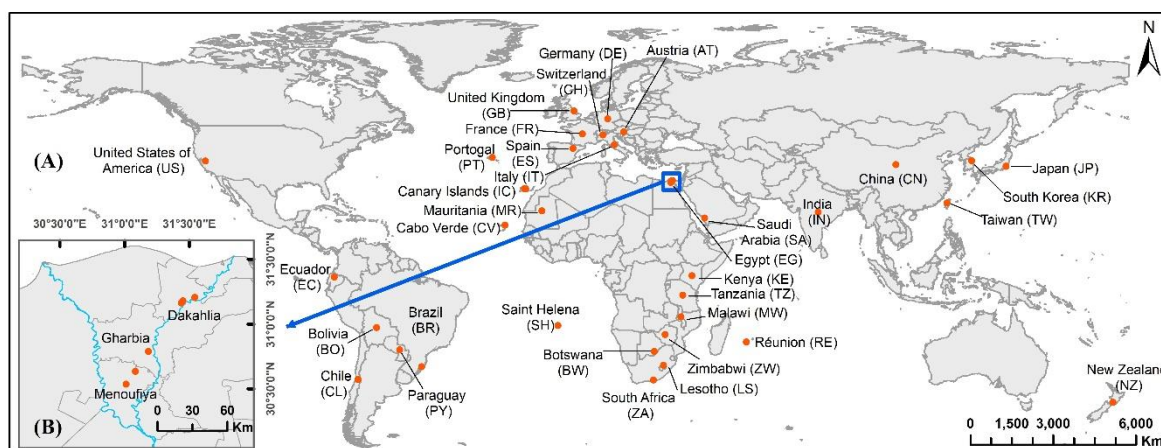 N
(A)
Germany (DE)
Austria (AT)
Switzerland
(CH)
United Kingdom
(GB)
France (FR)
Portogal
(PT)
Spain
(ES)
Italy (IT)
United States of
America (US)
Canary Islands (IC)
Mauritania (MR)
Cabo Verde (CV)
China (CN)
Japan (JP)
South Korea (KR)
India
(IN)
Taiwan (TW)
Saudi
Arabia (SA)
Egypt (EG)
Kenya (KE)
Tanzania (TZ)
Malawi (MW)
Ecuador
(EC)
Brazil
(BR)
Saint Helena
(SH)
Bolivia
(BO)
Botswana
(BW)
Réunion (RE)
Zimbabwi (ZW)
Lesotho (LS)
Chile
(CL)
Paraguay
(PY)
South Africa
(ZA)
New Zealand
(NZ)
0 1,500 3,000 6,000
Km
30°30'0"E 31°0'0"E 31°30'0"E
31°30'0"N
31°0'0"N
30°30'0"N
Dakahlia
Gharbia
Menoufiya
(B)
0 30 60
Km